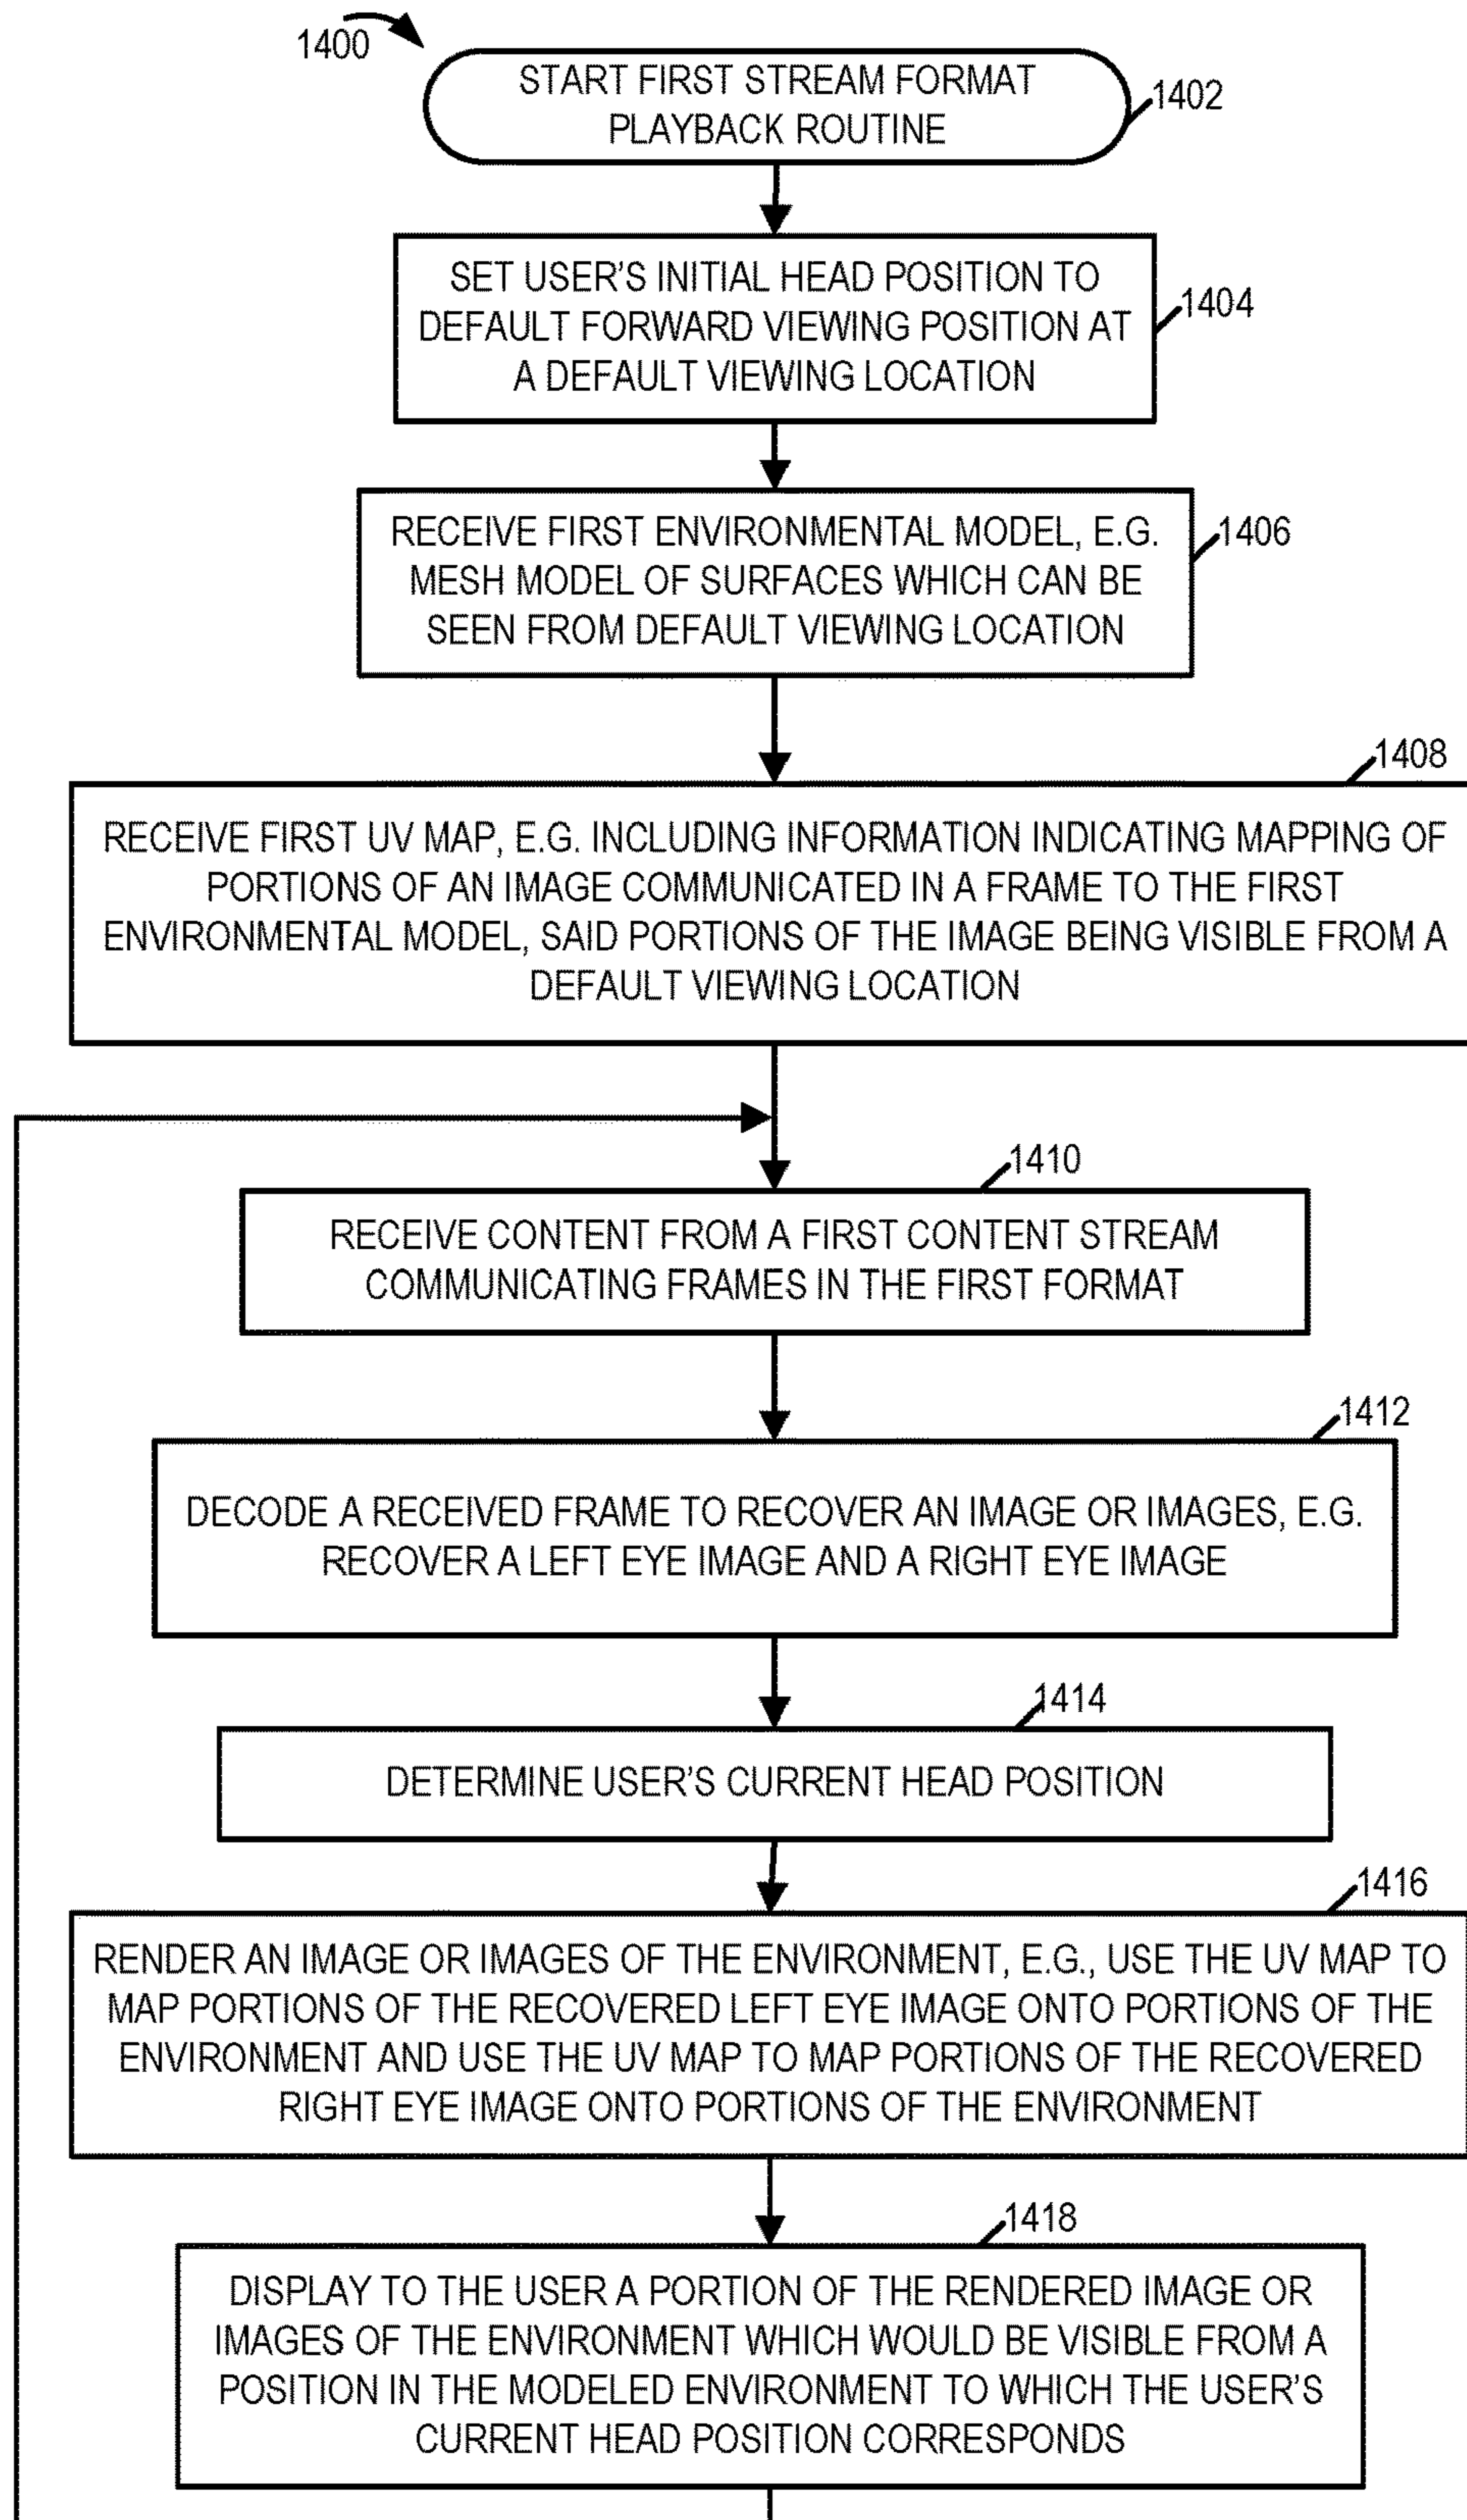 1400
START FIRST STREAM FORMAT
PLAYBACK ROUTINE
1402
SET USER'S INITIAL HEAD POSITION TO
DEFAULT FORWARD VIEWING POSITION AT
A DEFAULT VIEWING LOCATION
1404
RECEIVE FIRST ENVIRONMENTAL MODEL, E.G.
MESH MODEL OF SURFACES WHICH CAN BE
SEEN FROM DEFAULT VIEWING LOCATION
1406
1408
RECEIVE FIRST UV MAP, E.G. INCLUDING INFORMATION INDICATING MAPPING OF
PORTIONS OF AN IMAGE COMMUNICATED IN A FRAME TO THE FIRST
ENVIRONMENTAL MODEL, SAID PORTIONS OF THE IMAGE BEING VISIBLE FROM A
DEFAULT VIEWING LOCATION
1410
RECEIVE CONTENT FROM A FIRST CONTENT STREAM
COMMUNICATING FRAMES IN THE FIRST FORMAT
1412
DECODE A RECEIVED FRAME TO RECOVER AN IMAGE OR IMAGES, E.G.
RECOVER A LEFT EYE IMAGE AND A RIGHT EYE IMAGE
1414
DETERMINE USER'S CURRENT HEAD POSITION
1416
RENDER AN IMAGE OR IMAGES OF THE ENVIRONMENT, E.G., USE THE UV MAP TO
MAP PORTIONS OF THE RECOVERED LEFT EYE IMAGE ONTO PORTIONS OF THE
ENVIRONMENT AND USE THE UV MAP TO MAP PORTIONS OF THE RECOVERED
RIGHT EYE IMAGE ONTO PORTIONS OF THE ENVIRONMENT
1418
DISPLAY TO THE USER A PORTION OF THE RENDERED IMAGE OR
IMAGES OF THE ENVIRONMENT WHICH WOULD BE VISIBLE FROM A
POSITION IN THE MODELED ENVIRONMENT TO WHICH THE USER'S
CURRENT HEAD POSITION CORRESPONDS